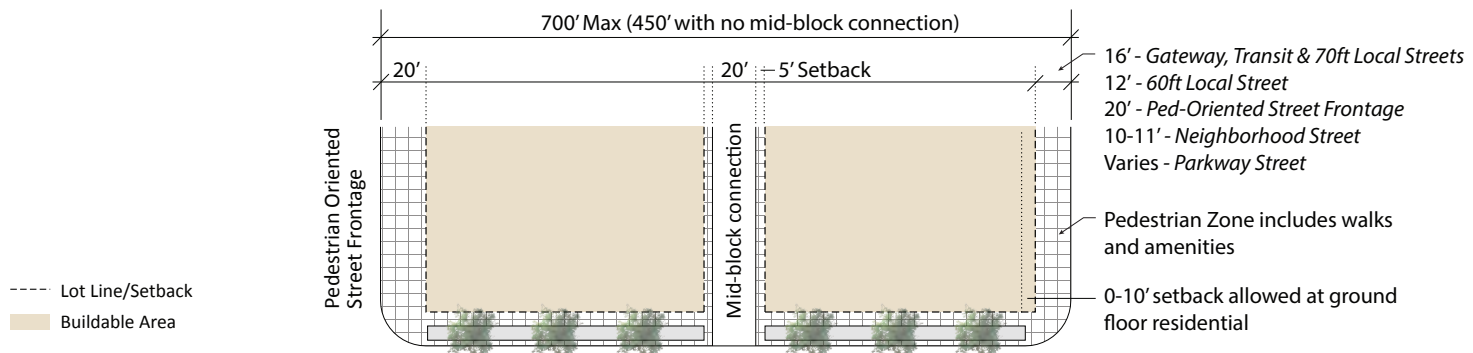 700' Max (450' with no mid-block connection)
20'
20'
5' Setback
16' - Gateway, Transit & 70ft Local Streets
12' - 60ft Local Street
20' - Ped-Oriented Street Frontage
10-11' - Neighborhood Street
Varies - Parkway Street
Pedestrian Oriented
Street Frontage
Mid-block connection
Pedestrian Zone includes walks
and amenities
0-10' setback allowed at ground
floor residential
Lot Line/Setback
Buildable Area